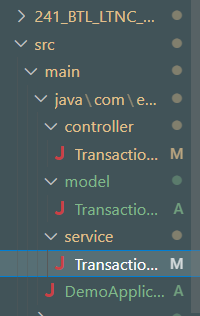 241_BTL_LTNC_...
src
main
java\com\e...
controller
Transactio... M
model
Transactio... A
service
Transactio... M
DemoApplic... A